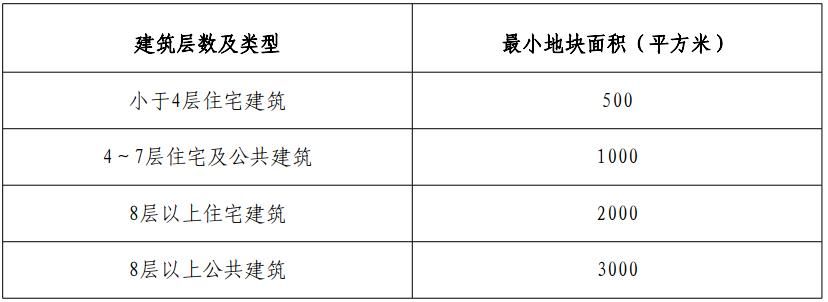 建筑层数及类型 最小地块面积（平方米）
小于4层住宅建筑 500
4～7层住宅及公共建筑 1000
8层以上住宅建筑 2000
8层以上公共建筑 3000